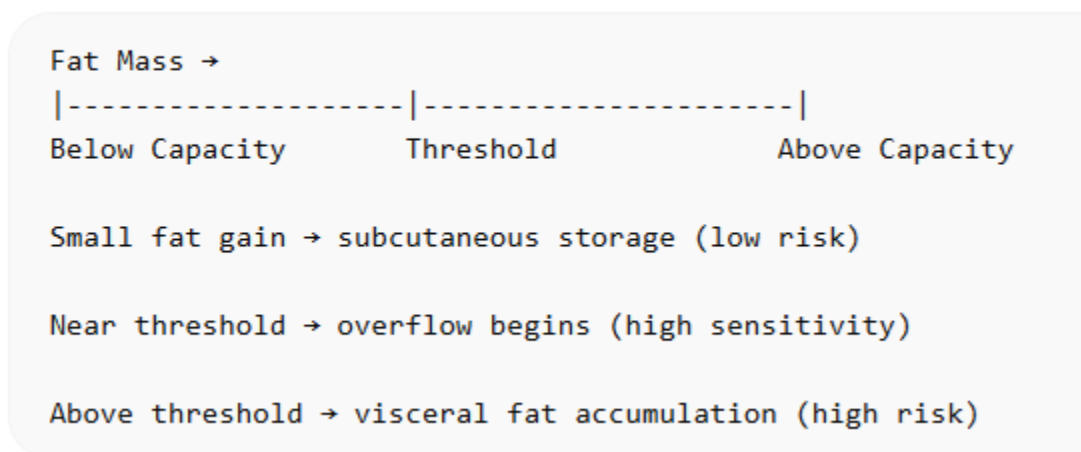 Fat Mass →
|--------------------|----------------------|
Below Capacity Threshold Above Capacity
Small fat gain → subcutaneous storage (low risk)
Near threshold → overflow begins (high sensitivity)
Above threshold → visceral fat accumulation (high risk)